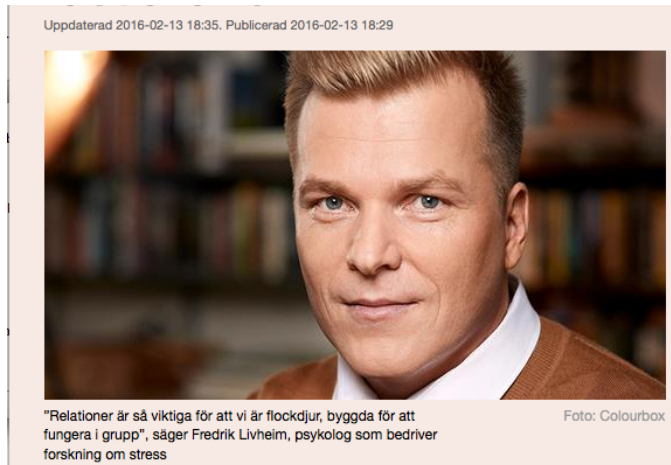 Uppdaterad 2016-02-13 18:35. Publicerad 2016-02-13 18:29
"Relationer är så viktiga för att vi är flockdjur, byggda för att
fungera i grupp", säger Fredrik Livheim, psykolog som bedriver
forskning om stress
Foto: Colourbox